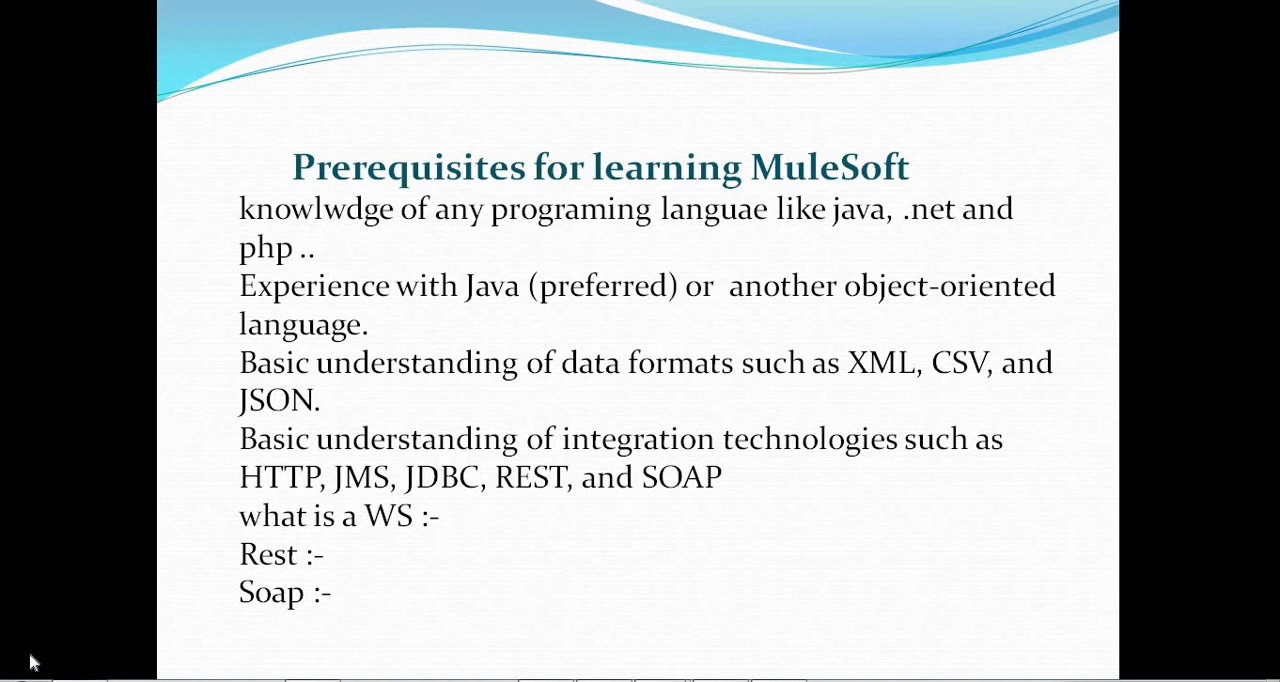 Prerequisites for learning MuleSoft
knowlwdge of any programing languae like java, .net and
php ..
Experience with Java (preferred) or another object-oriented
language.
Basic understanding of data formats such as XML, CSV, and
JSON.
Basic understanding of integration technologies such as
HTTP, JMS, JDBC, REST, and SOAP
what is a WS :-
Rest :-
Soap :-